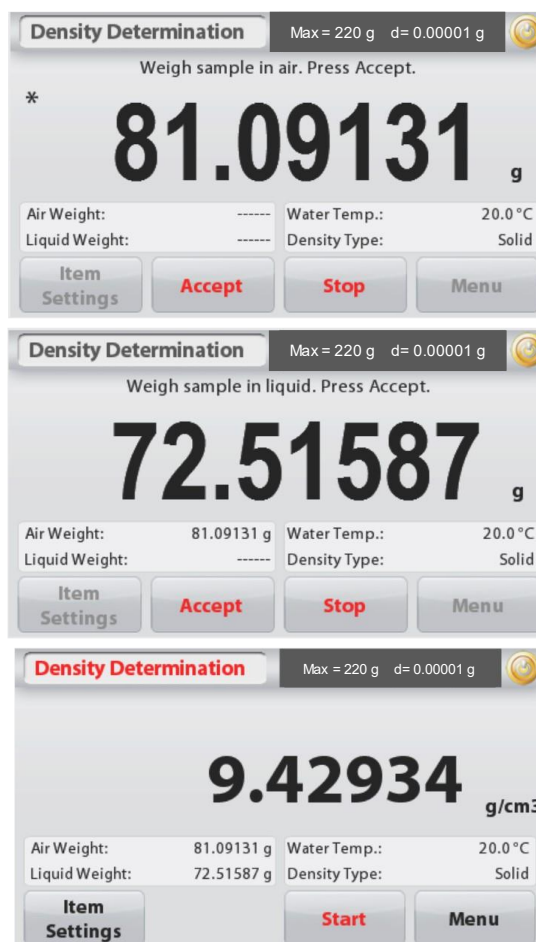 Density Determination Max = 220 g d= 0.00001 g
Weigh sample in air. Press Accept.
*
81.09131 g
Air Weight: ------ Water Temp.: 20.0 °C
Liquid Weight: ------ Density Type: Solid
Item Settings Accept Stop Menu
Density Determination Max = 220 g d= 0.00001 g
Weigh sample in liquid. Press Accept.
72.51587 g
Air Weight: 81.09131 g Water Temp.: 20.0 °C
Liquid Weight: ------ Density Type: Solid
Item Settings Accept Stop Menu
Density Determination Max = 220 g d= 0.00001 g
9.42934 g/cm3
Air Weight: 81.09131 g Water Temp.: 20.0 °C
Liquid Weight: 72.51587 g Density Type: Solid
Item Settings Start Menu